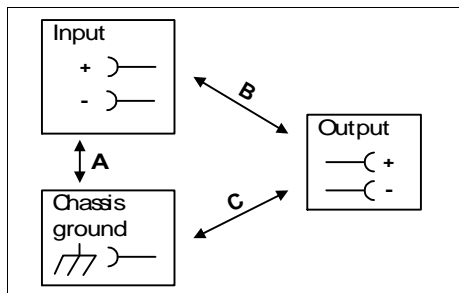 Input
+
-
A
B
Output
+
-
Chassis
ground
C